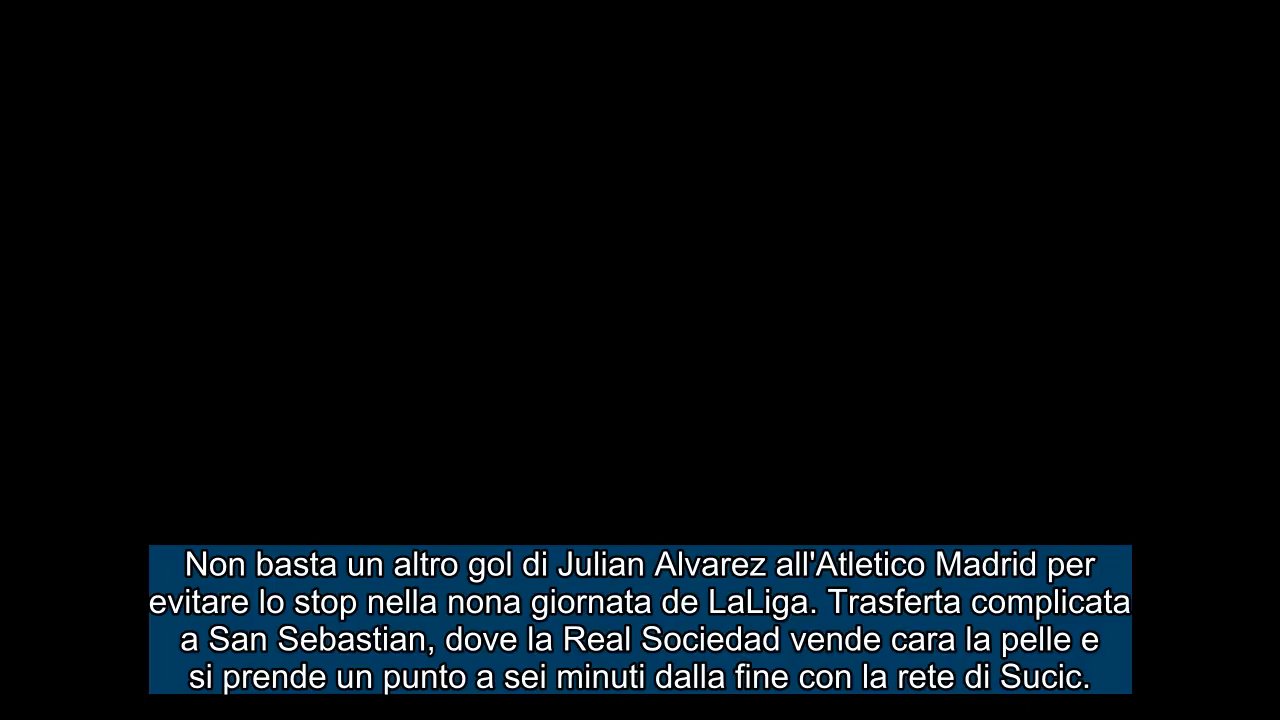 Non basta un altro gol di Julian Alvarez all'Atletico Madrid per
evitare lo stop nella nona giornata de LaLiga. Trasferta complicata
a San Sebastian, dove la Real Sociedad vende cara la pelle e
si prende un punto a sei minuti dalla fine con la rete di Sucic.